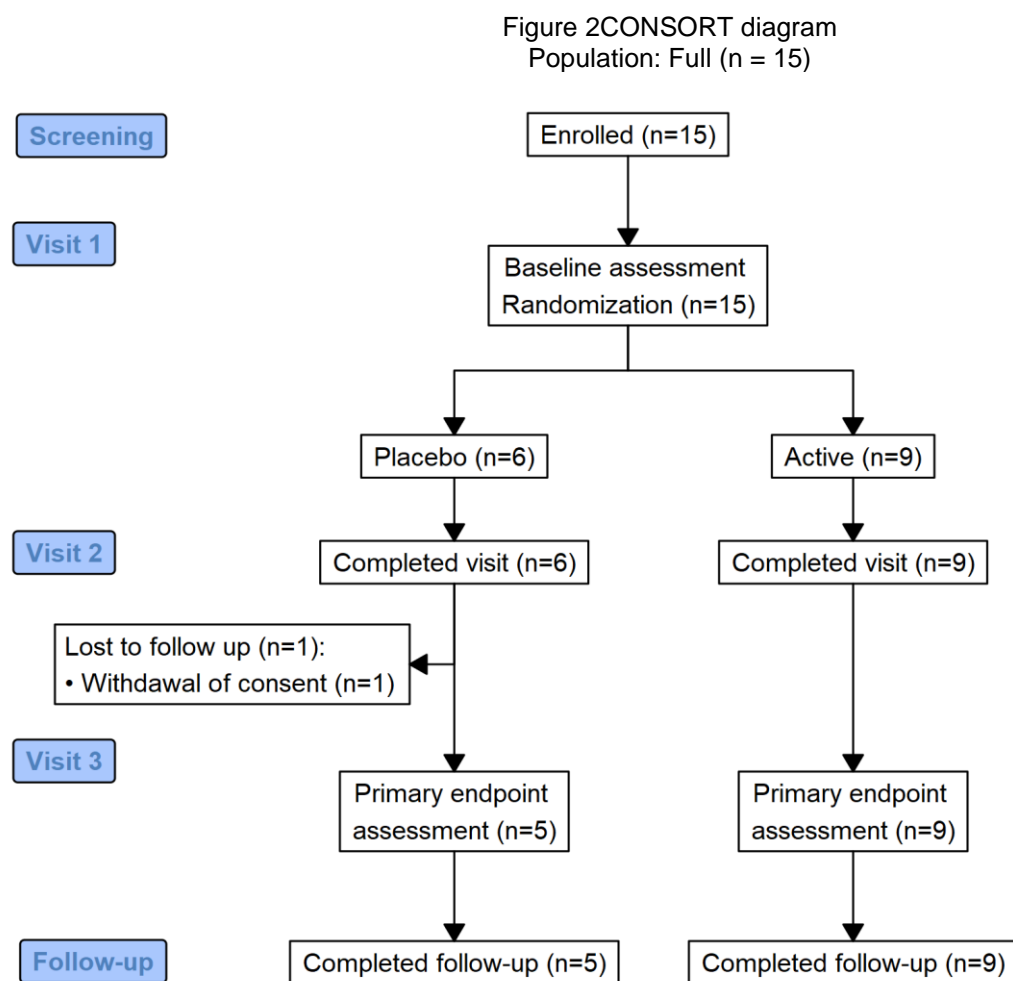 Figure 2CONSORT diagram
Population: Full (n = 15)
Screening
Enrolled (n=15)
Visit 1
Baseline assessment
Randomization (n=15)
Placebo (n=6)
Active (n=9)
Visit 2
Completed visit (n=6)
Completed visit (n=9)
Lost to follow up (n=1):
• Withdawal of consent (n=1)
Visit 3
Primary endpoint
assessment (n=5)
Primary endpoint
assessment (n=9)
Follow-up
Completed follow-up (n=5)
Completed follow-up (n=9)